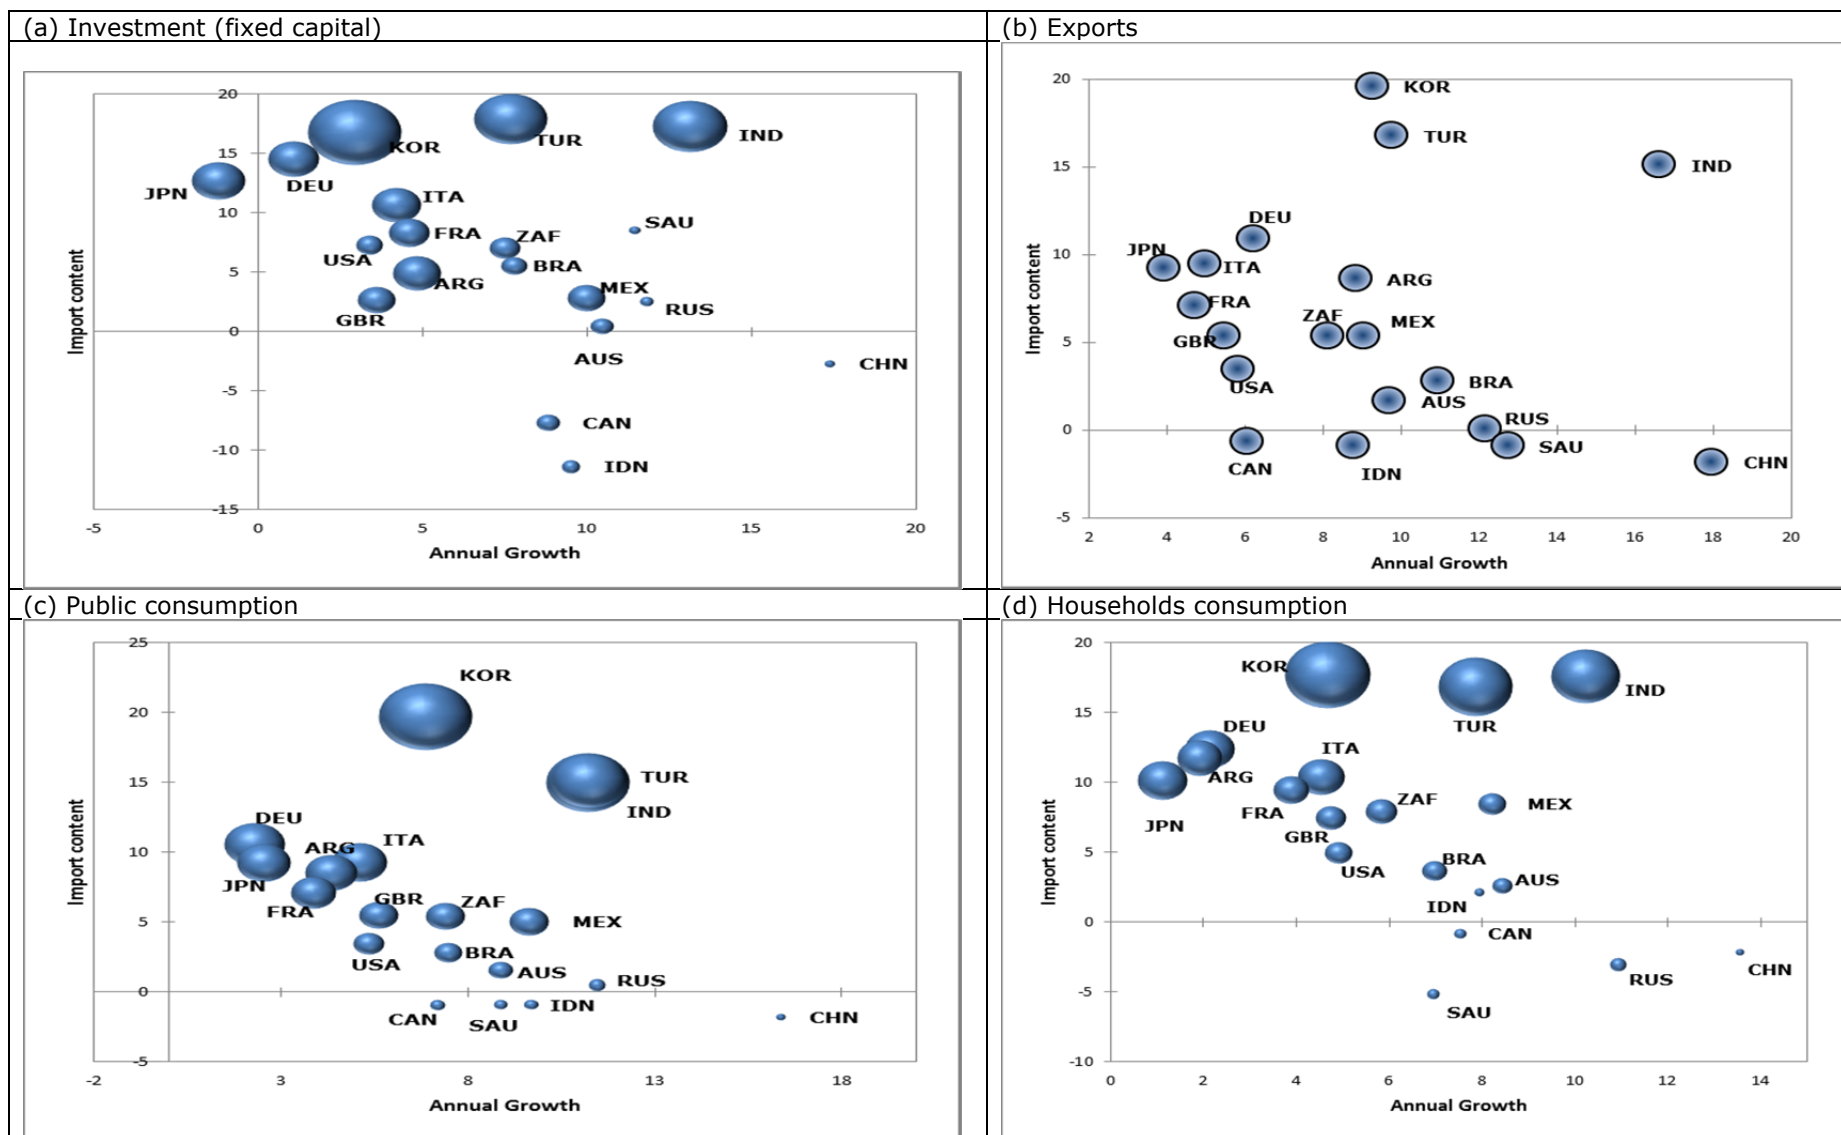 (a) Investment (fixed capital)
20
15
10
5
0
-5
-10
-15
-5
0
5
10
15
20
Import content
Annual Growth
KOR
TUR
IND
DEU
JPN
ITA
FRA
USA
ZAF
SAU
BRA
ARG
MEX
RUS
GBR
AUS
CHN
CAN
IDN
(b) Exports
20
15
10
5
0
-5
2
4
6
8
10
12
14
16
18
20
Import content
Annual Growth
KOR
TUR
IND
DEU
JPN
ITA
ARG
FRA
ZAF
MEX
GBR
USA
BRA
AUS
RUS
SAU
CAN
IDN
CHN
(c) Public consumption
25
20
15
10
5
0
-5
-2
3
8
13
18
Import content
Annual Growth
KOR
TUR
IND
DEU
ARG
ITA
JPN
FRA
GBR
ZAF
MEX
USA
BRA
AUS
RUS
CAN
SAU
IDN
CHN
(d) Households consumption
20
15
10
5
0
-5
-10
0
2
4
6
8
10
12
14
Import content
Annual Growth
KOR
IND
TUR
DEU
ITA
ARG
JPN
FRA
ZAF
MEX
GBR
USA
BRA
AUS
IDN
CAN
RUS
CHN
SAU